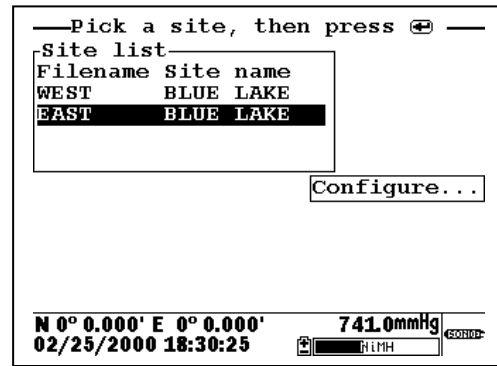 Pick a site, then press
Site list
Filename Site name
WEST BLUE LAKE
EAST BLUE LAKE
Configure...
N 0° 0.000' E 0° 0.000' 741.0mmHg
02/25/2000 18:30:25 NiMH
SONDE